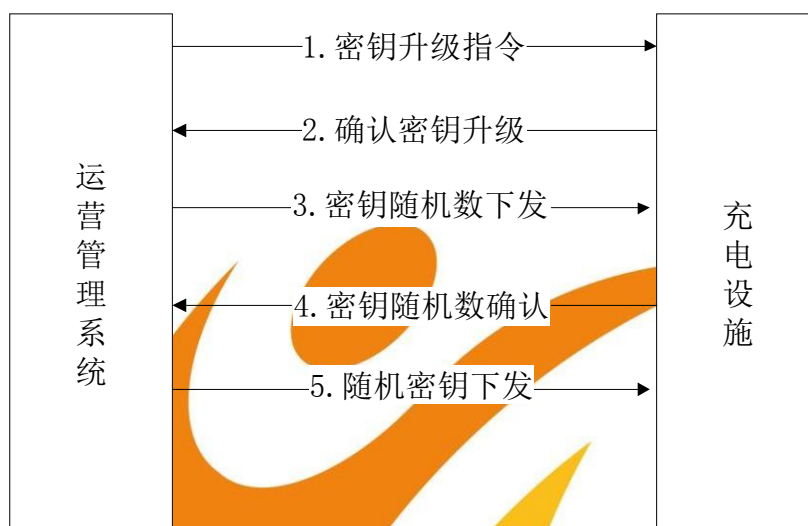 1.密钥升级指令
2.确认密钥升级
3.密钥随机数下发
4.密钥随机数确认
5.随机密钥下发
运营管理系统
充电设施